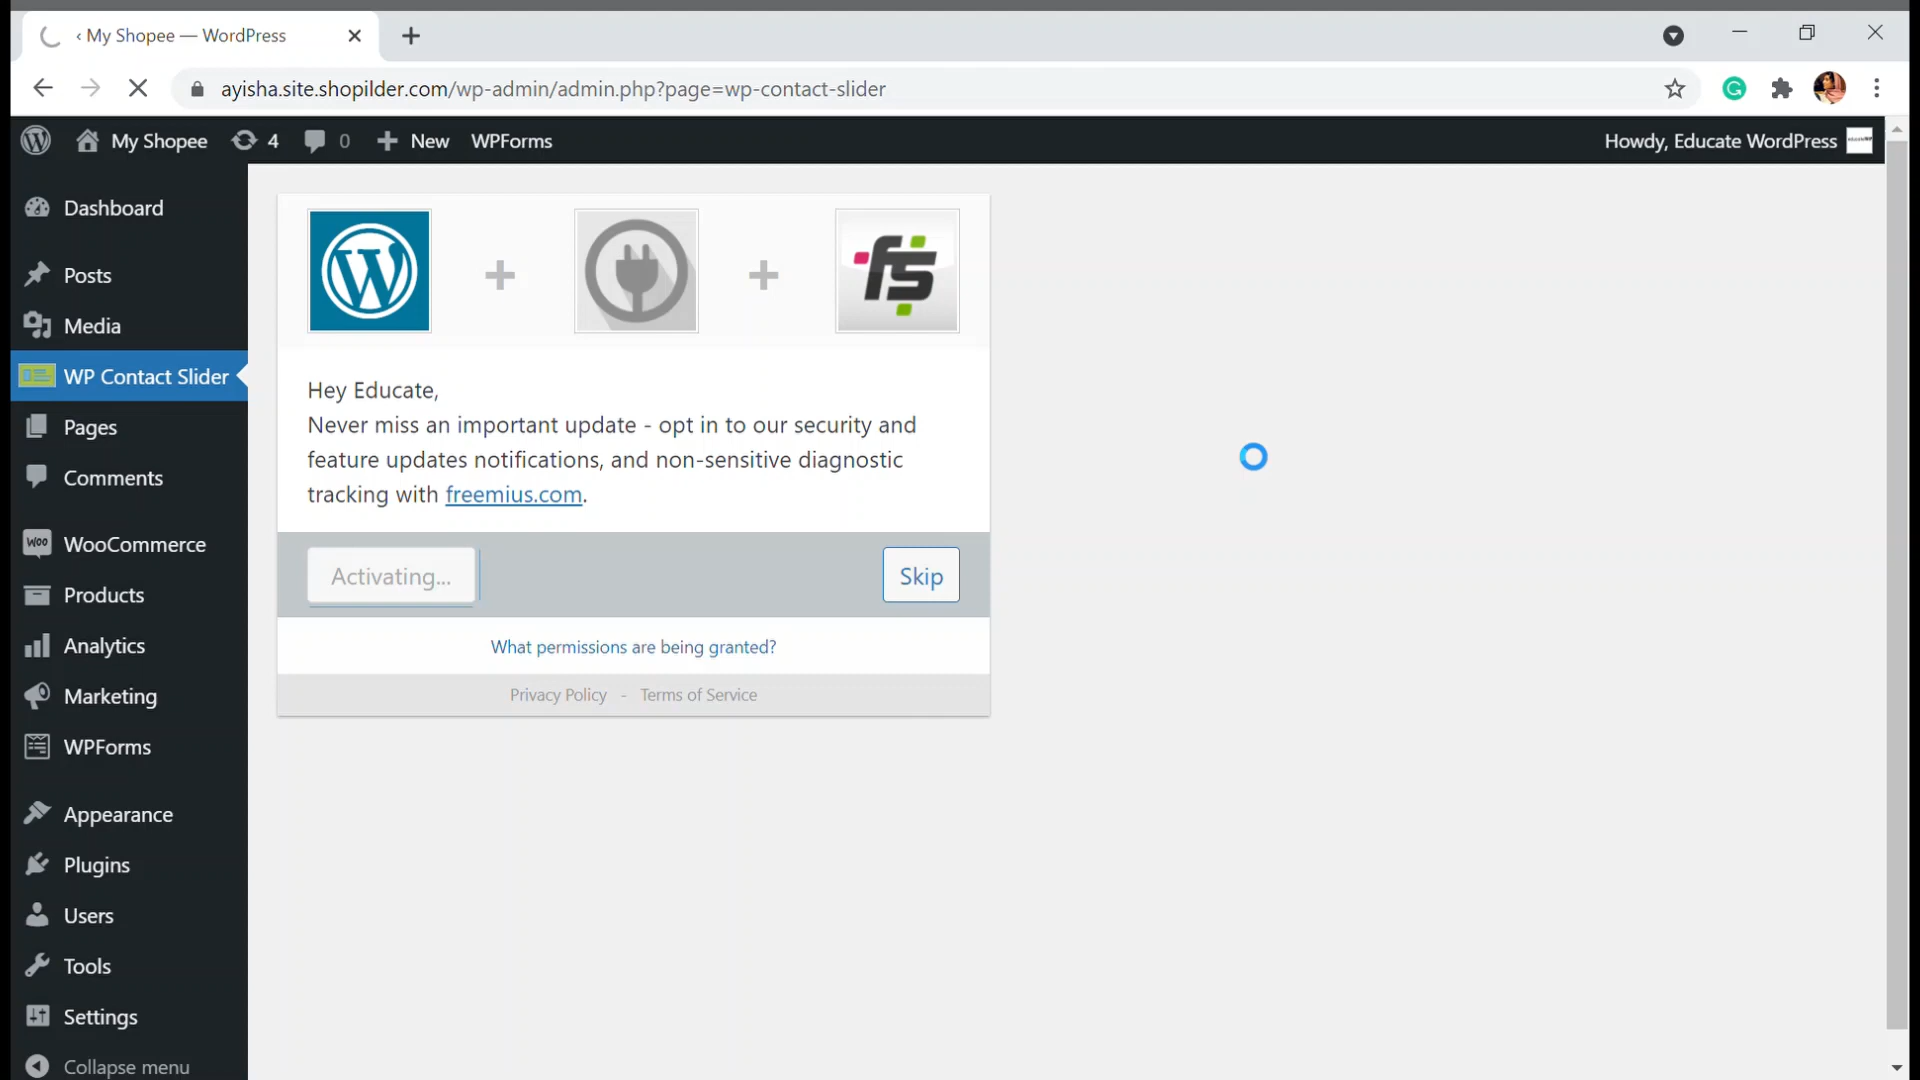 ‹ My Shopee — WordPress
ayisha.site.shopilder.com/wp-admin/admin.php?page=wp-contact-slider
My Shopee 4 0 New WPForms Howdy, Educate WordPress
Dashboard
Posts
Media
WP Contact Slider
Pages
Comments
WooCommerce
Products
Analytics
Marketing
WPForms
Appearance
Plugins
Users
Tools
Settings
Collapse menu
Hey Educate,
Never miss an important update - opt in to our security and
feature updates notifications, and non-sensitive diagnostic
tracking with freemius.com.
Activating... Skip
What permissions are being granted?
Privacy Policy - Terms of Service